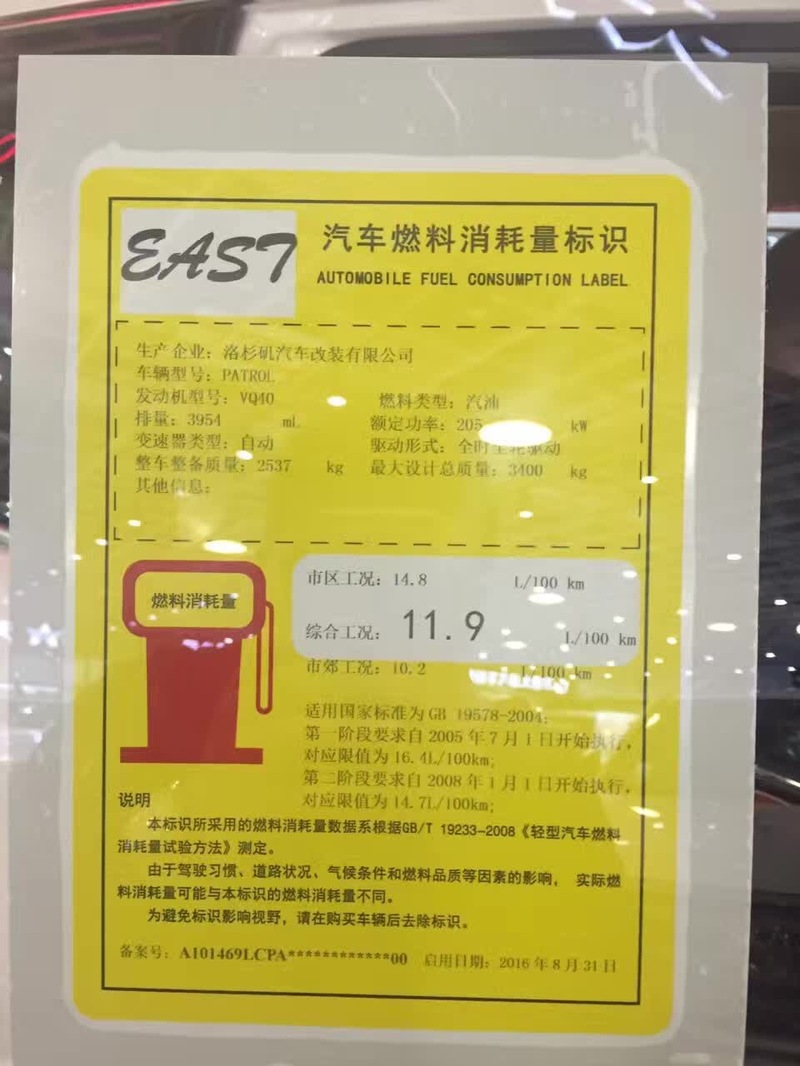 EAST
汽车燃料消耗量标识
AUTOMOBILE FUEL CONSUMPTION LABEL
生产企业：洛杉矶汽车改装有限公司
车辆型号：PATROL
发动机型号：VQ40 燃料类型：汽油
排量：3954 mL 额定功率：205 kW
变速器类型：自动 驱动形式：全时全轮驱动
整车整备质量：2537 kg 最大设计总质量：3400 kg
其他信息：
燃料消耗量
市区工况：14.8 L/100 km
综合工况：11.9 L/100 km
市郊工况：10.2 L/100 km
适用国家标准为GB 19578-2004;
第一阶段要求自2005年7月1日开始执行,
对应限值为16.4L/100km;
第二阶段要求自2008年1月1日开始执行,
对应限值为14.7L/100km;
说明
本标识所采用的燃料消耗量数据系根据GB/T 19233-2008《轻型汽车燃料
消耗量试验方法》测定。
由于驾驶习惯、道路状况、气候条件和燃料品质等因素的影响， 实际燃
料消耗量可能与本标识的燃料消耗量不同。
为避免标识影响视野，请在购买车辆后去除标识。
备案号：A101469LCPA************00 启用日期：2016年8月31日